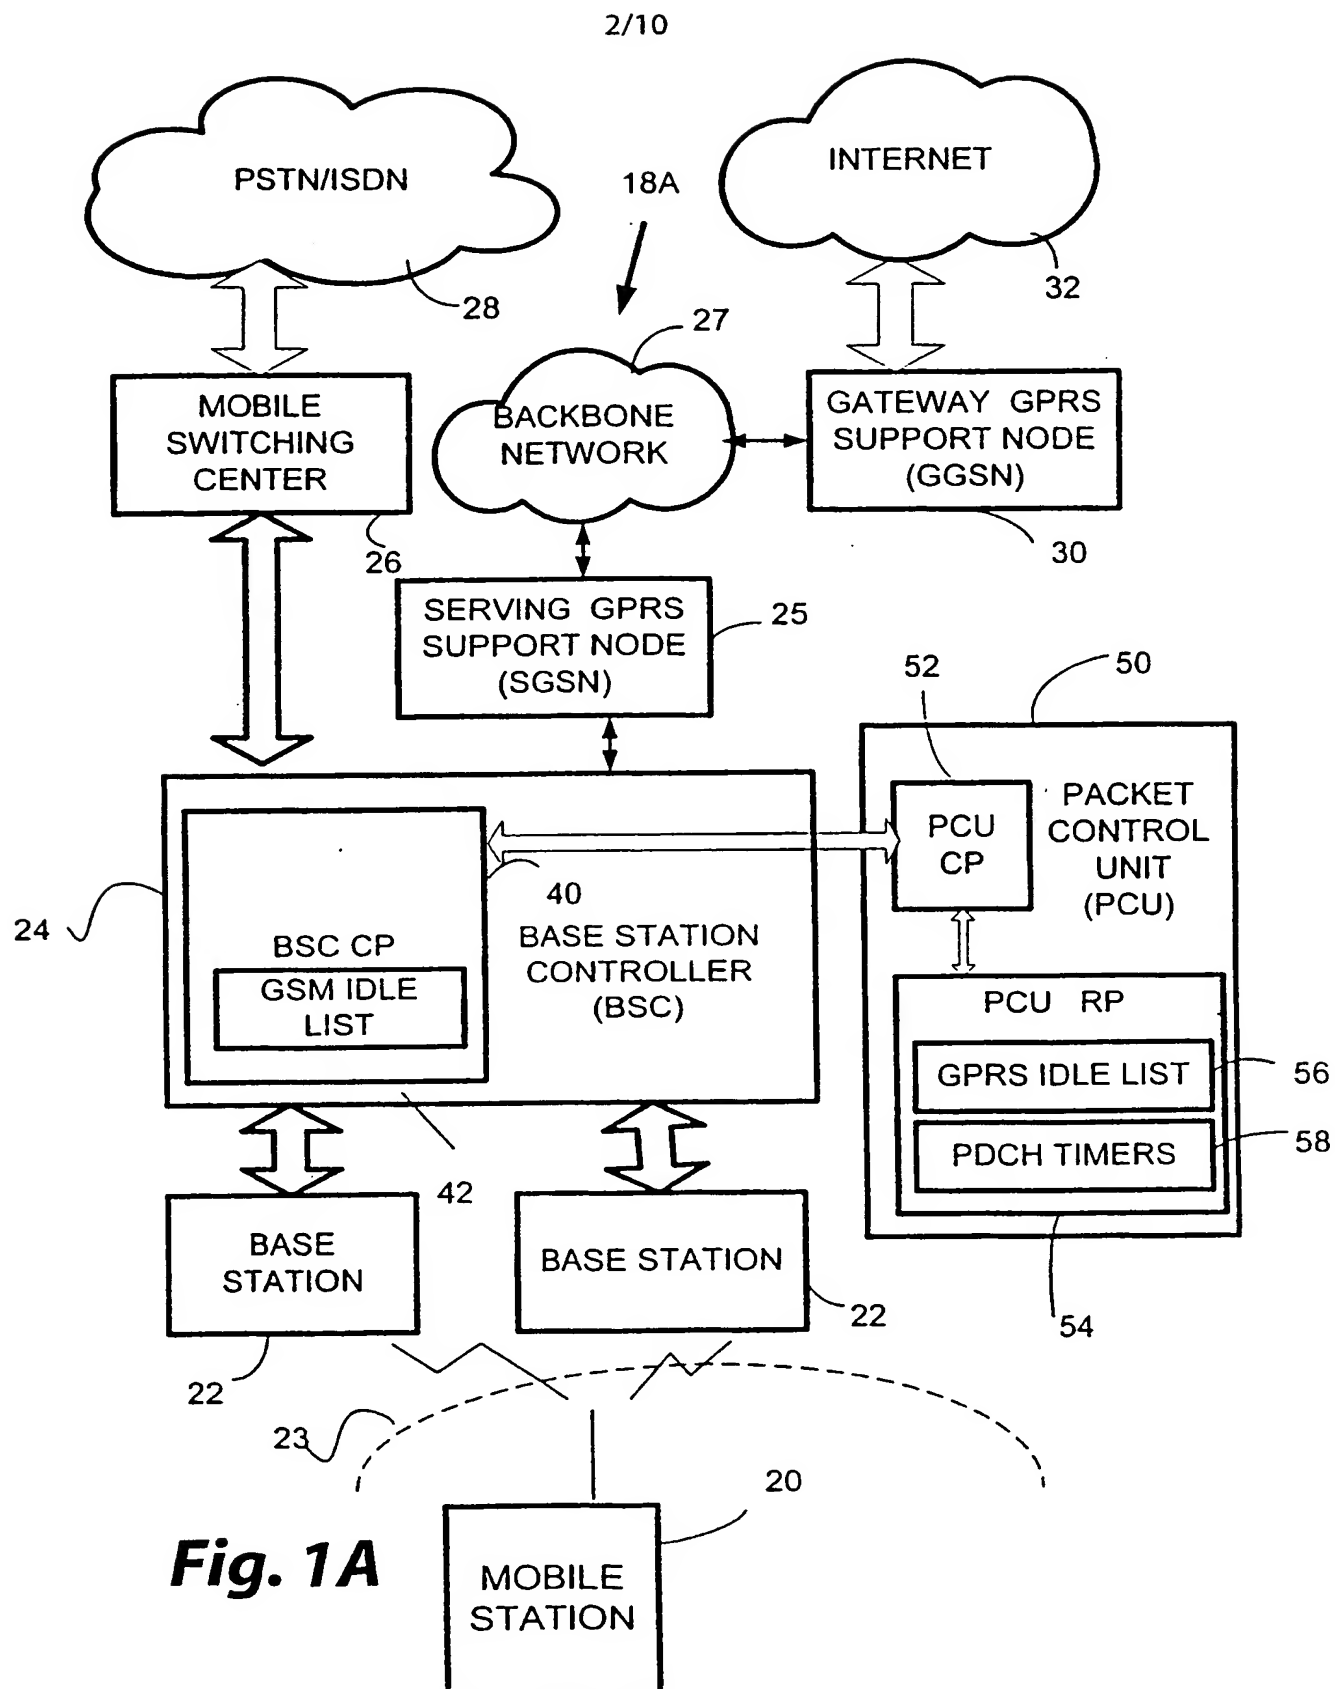 2/10
PSTN/ISDN
INTERNET
18A
32
28
27
MOBILE
SWITCHING
CENTER
BACKBONE
NETWORK
GATEWAY GPRS
SUPPORT NODE
(GGSN)
26
30
SERVING GPRS
SUPPORT NODE
(SGSN)
25
52
50
PCU
CP
PACKET
CONTROL
UNIT
(PCU)
40
24
BSC CP
GSM IDLE
LIST
BASE STATION
CONTROLLER
(BSC)
PCU RP
GPRS IDLE LIST
56
PDCH TIMERS
58
42
BASE
STATION
BASE STATION
22
54
22
23
20
Fig. 1A
MOBILE
STATION